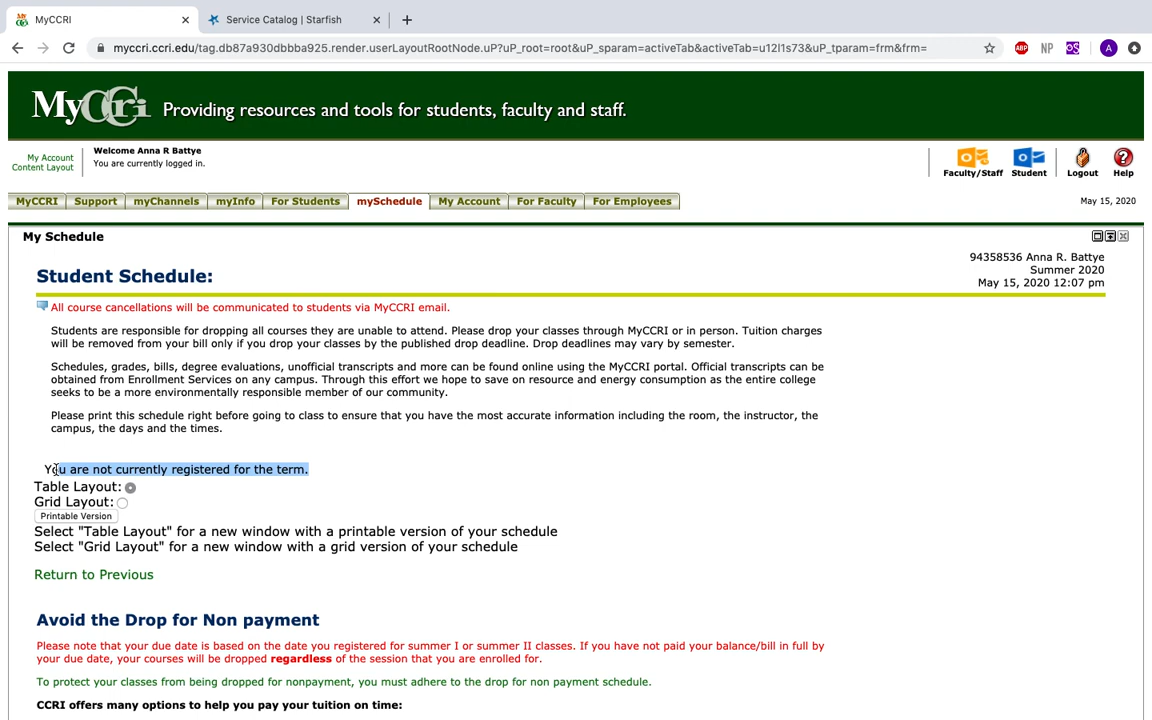 MyCCRI
Service Catalog | Starfish
myccri.ccri.edu/tag.db87a930dbbba925.render.userLayoutRootNode.uP?uP_root=root&uP_sparam=activeTab&activeTab=u12l1s73&uP_tparam=frm&frm=
ABP
NP
A
MyCCri Providing resources and tools for students, faculty and staff.
My Account
Content Layout
Welcome Anna R Battye
You are currently logged in.
Faculty/Staff Student Logout Help
MyCCRI Support myChannels myInfo For Students mySchedule My Account For Faculty For Employees
May 15, 2020
My Schedule
94358536 Anna R. Battye
Summer 2020
May 15, 2020 12:07 pm
Student Schedule:
All course cancellations will be communicated to students via MyCCRI email.
Students are responsible for dropping all courses they are unable to attend. Please drop your classes through MyCCRI or in person. Tuition charges
will be removed from your bill only if you drop your classes by the published drop deadline. Drop deadlines may vary by semester.
Schedules, grades, bills, degree evaluations, unofficial transcripts and more can be found online using the MyCCRI portal. Official transcripts can be
obtained from Enrollment Services on any campus. Through this effort we hope to save on resource and energy consumption as the entire college
seeks to be a more environmentally responsible member of our community.
Please print this schedule right before going to class to ensure that you have the most accurate information including the room, the instructor, the
campus, the days and the times.
You are not currently registered for the term.
Table Layout:
Grid Layout:
Printable Version
Select "Table Layout" for a new window with a printable version of your schedule
Select "Grid Layout" for a new window with a grid version of your schedule
Return to Previous
Avoid the Drop for Non payment
Please note that your due date is based on the date you registered for summer I or summer II classes. If you have not paid your balance/bill in full by
your due date, your courses will be dropped regardless of the session that you are enrolled for.
To protect your classes from being dropped for nonpayment, you must adhere to the drop for non payment schedule.
CCRI offers many options to help you pay your tuition on time: